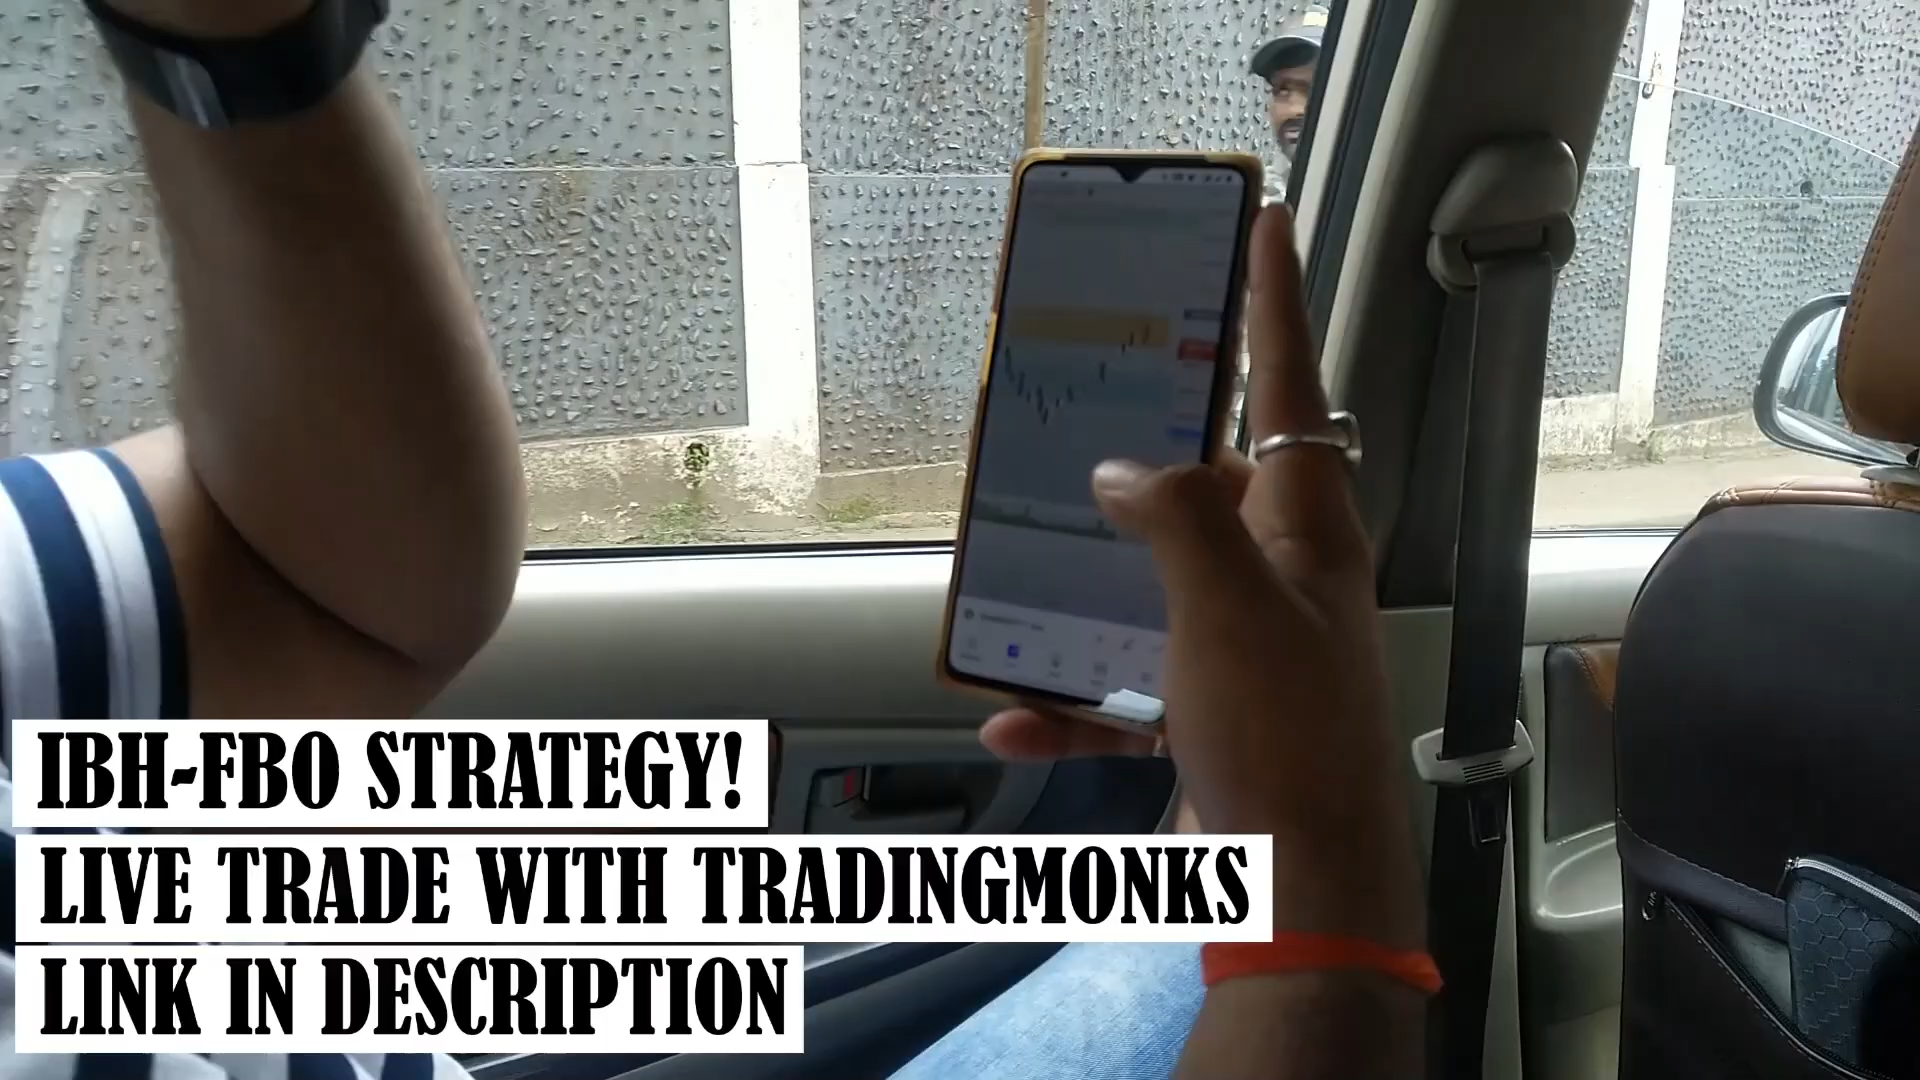 IBH-FBO STRATEGY!
LIVE TRADE WITH TRADINGMONKS
LINK IN DESCRIPTION